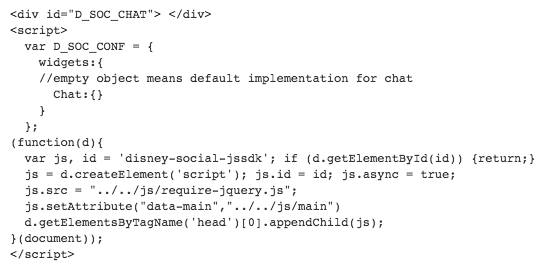 <div id="D_SOC_CHAT"> </div>
<script>
  var D_SOC_CONF = {
    widgets:{
    //empty object means default implementation for chat
      Chat:{}
    }
  };
(function(d){
  var js, id = 'disney-social-jssdk'; if (d.getElementById(id)) {return;}
  js = d.createElement('script'); js.id = id; js.async = true;
  js.src = "../../js/require-jquery.js";
  js.setAttribute("data-main","../../js/main")
  d.getElementsByTagName('head')[0].appendChild(js);
}(document));
</script>